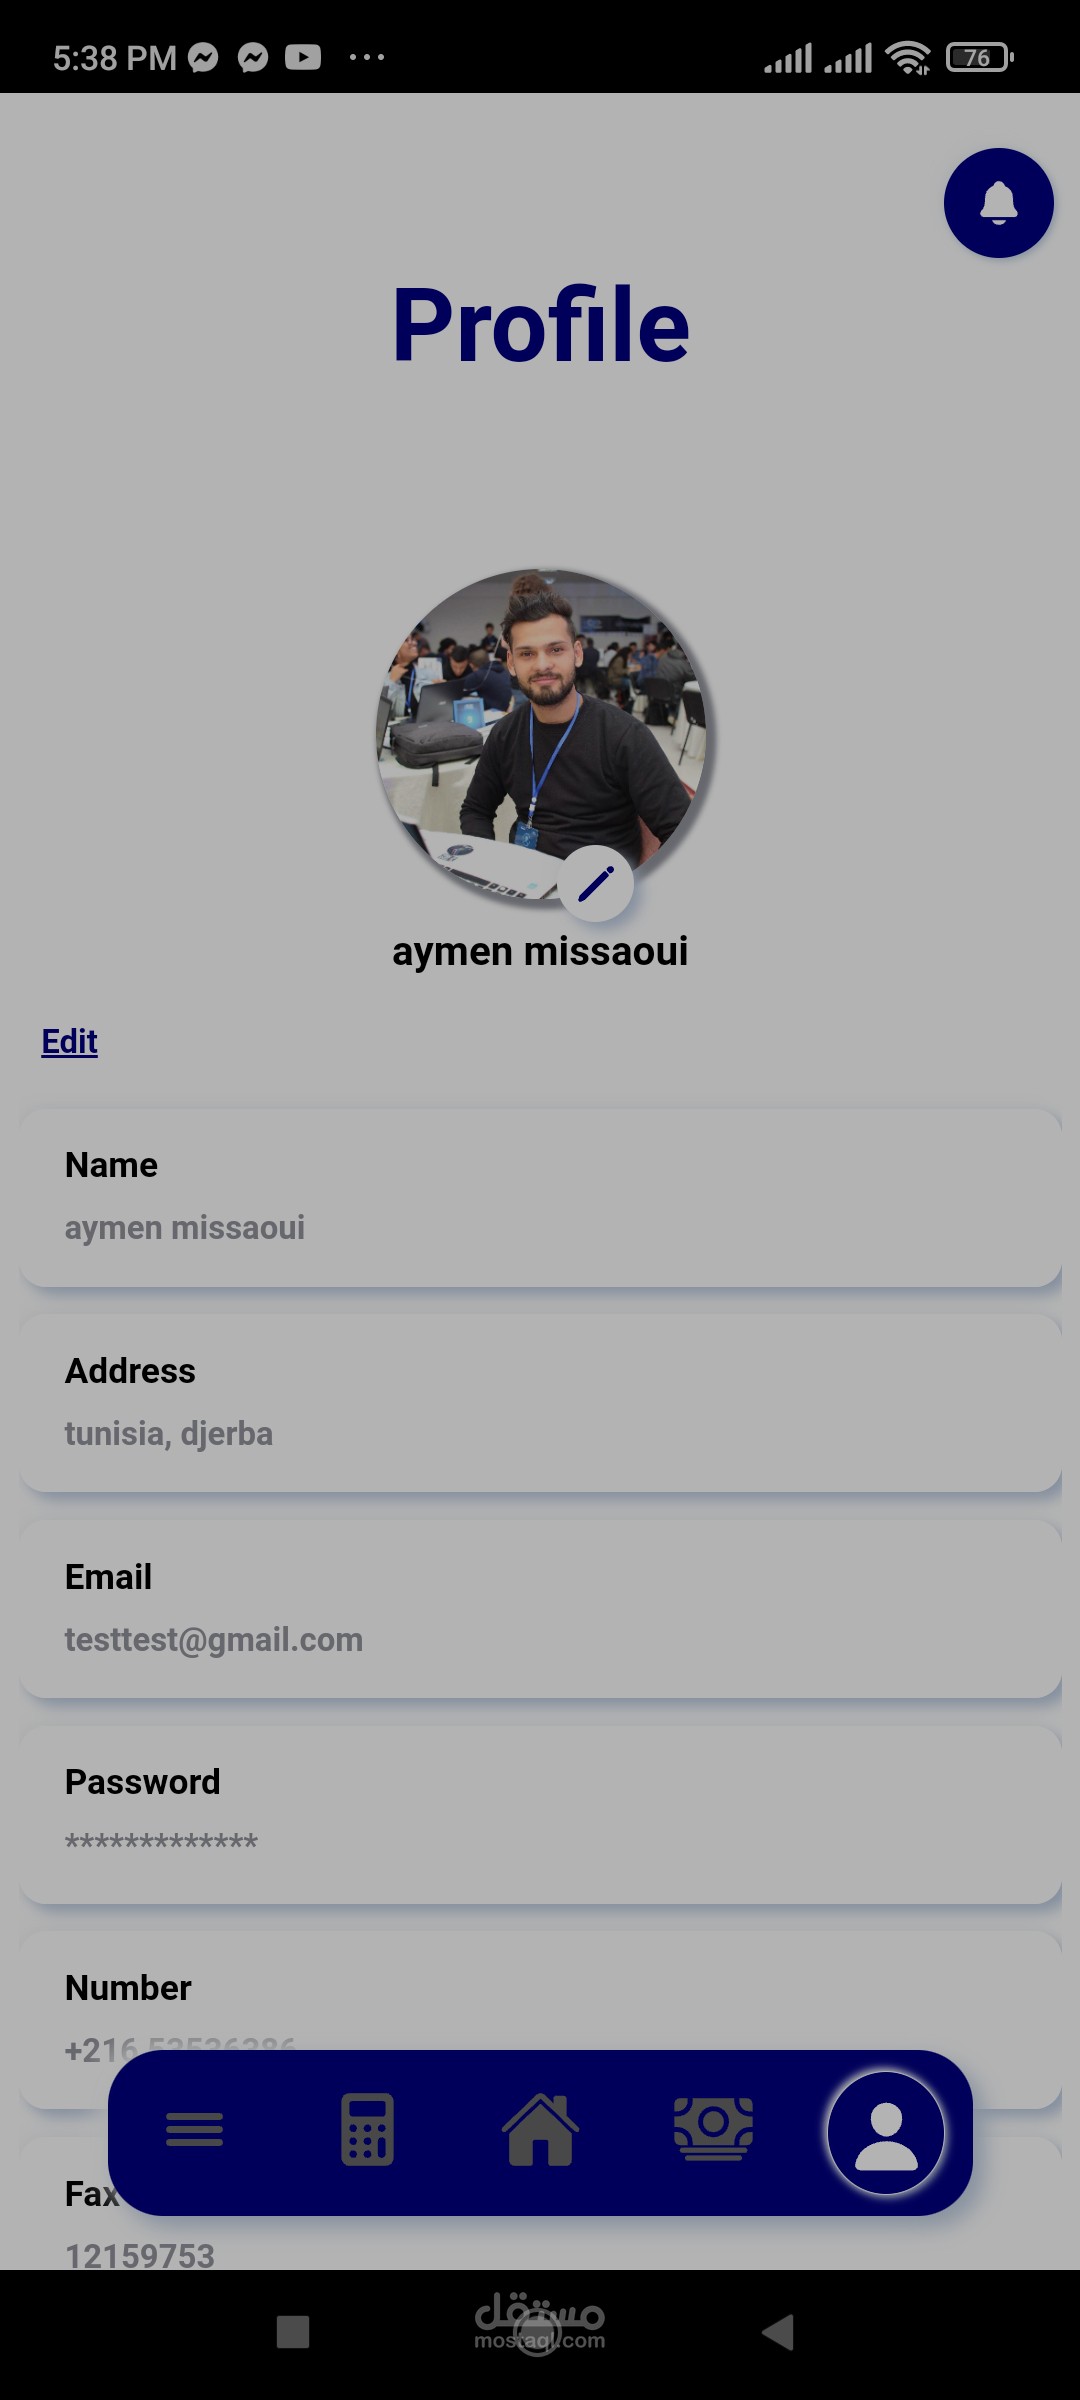 5:38 PM
76
Profile
aymen missaoui
Edit
Name
aymen missaoui
Address
tunisia, djerba
Email
testtest@gmail.com
Password
*************
Number
+216 53536386
Fax
12159753
مستقل
mostaql.com